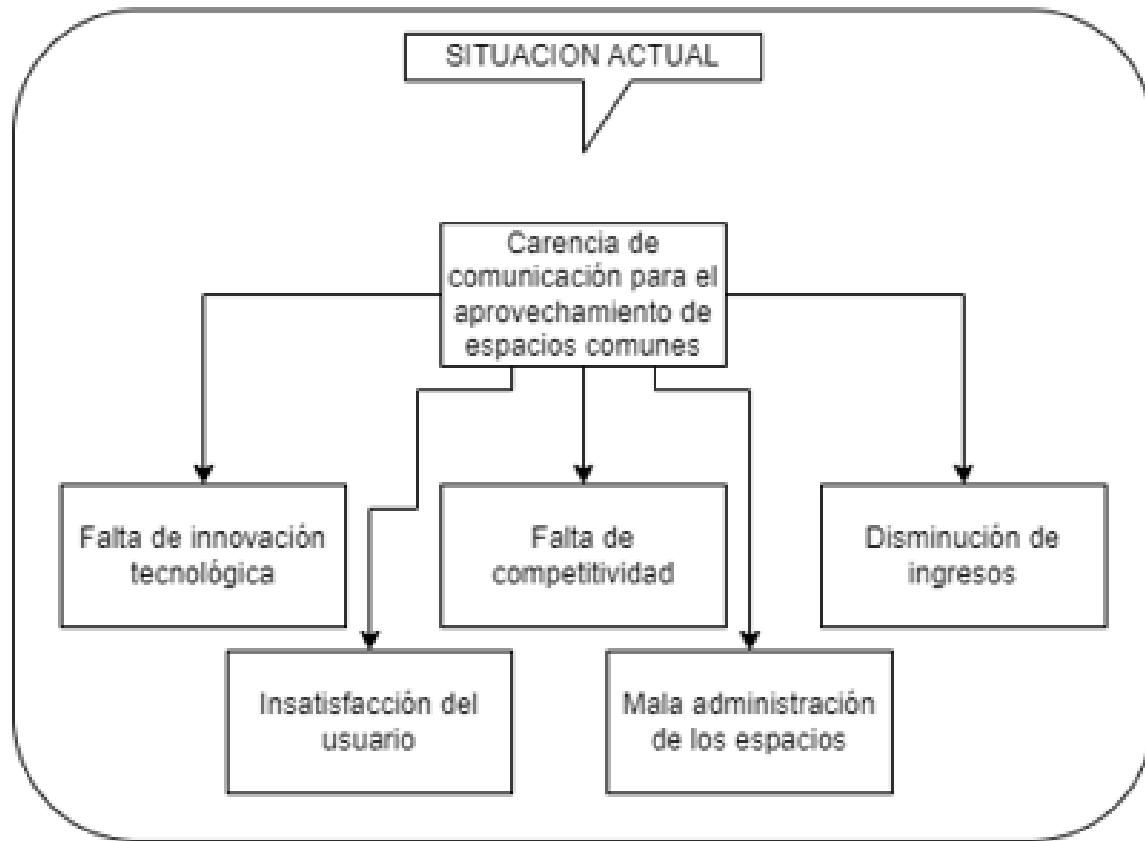 SITUACION ACTUAL
Carencia de
comunicación para el
aprovechamiento de
espacios comunes
Falta de innovación
tecnológica
Falta de
competitividad
Disminución de
ingresos
Insatisfacción del
usuario
Mala administración
de los espacios